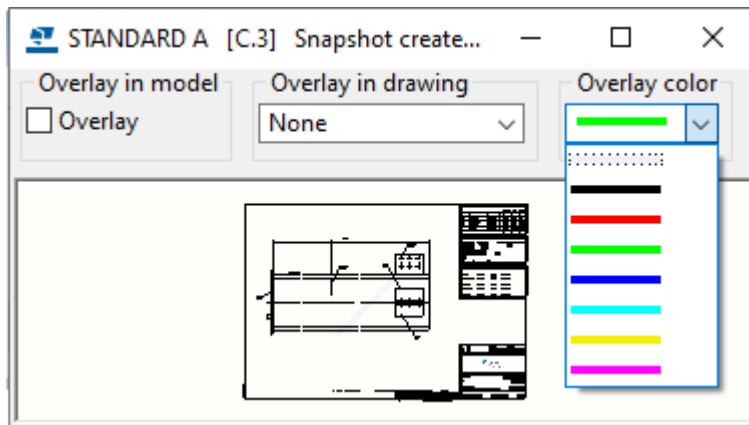 STANDARD A [C.3] Snapshot create...
Overlay in model
Overlay in drawing
Overlay color
Overlay
None